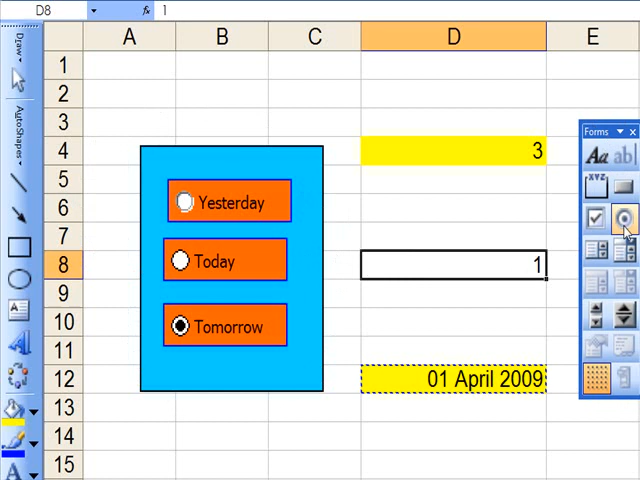 D8 fx 1
A B C D E
1
2
3
4 3
5
6 Yesterday
7
8 Today 1
9
10 Tomorrow
11
12 01 April 2009
13
14
15
Draw
AutoShapes
Forms
Aa ab
XYZ
A
A